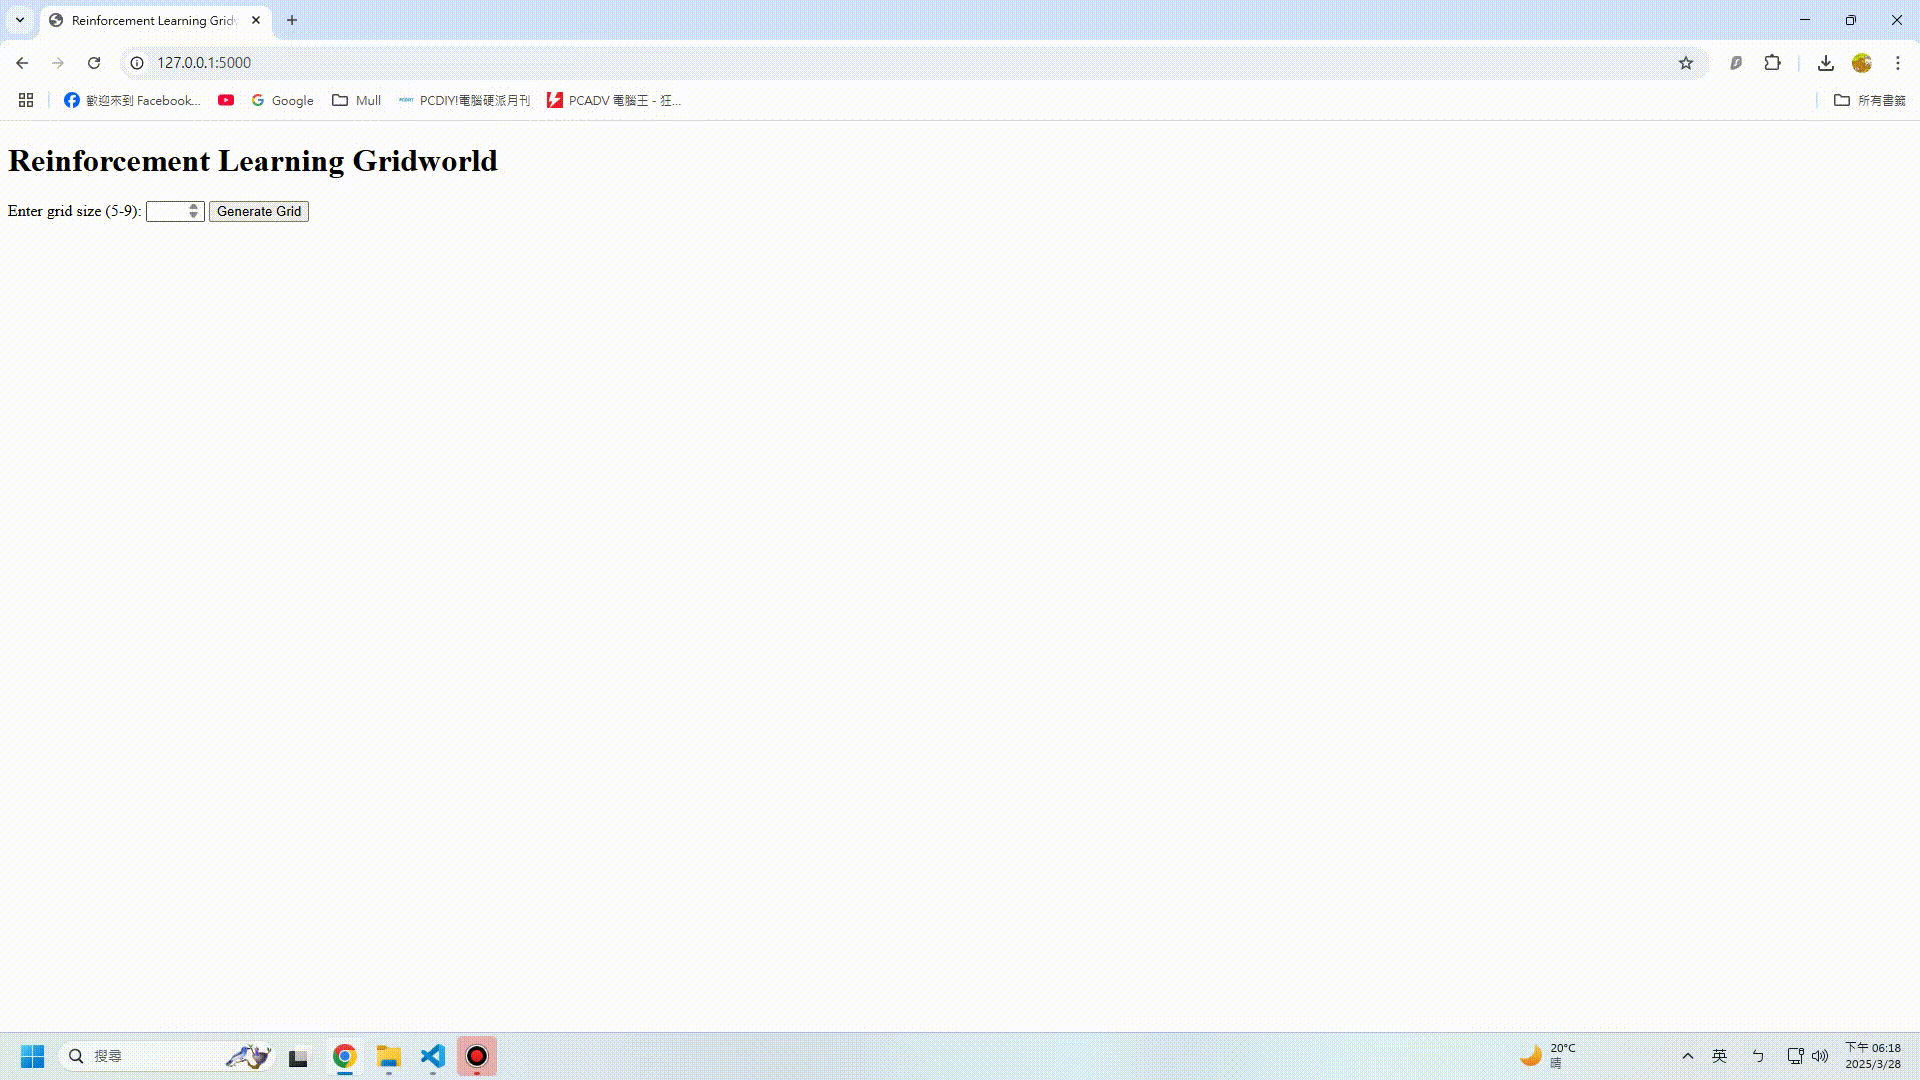 Reinforcement Learning Grid
127.0.0.1:5000
歡迎來到 Facebook...
Google
Mull
PCDIY!電腦硬派月刊
PCADV 電腦王 - 狂...
所有書籤
Reinforcement Learning Gridworld
Enter grid size (5-9):
Generate Grid
搜尋
20°C
晴
英
ㄅ
下午 06:18
2025/3/28